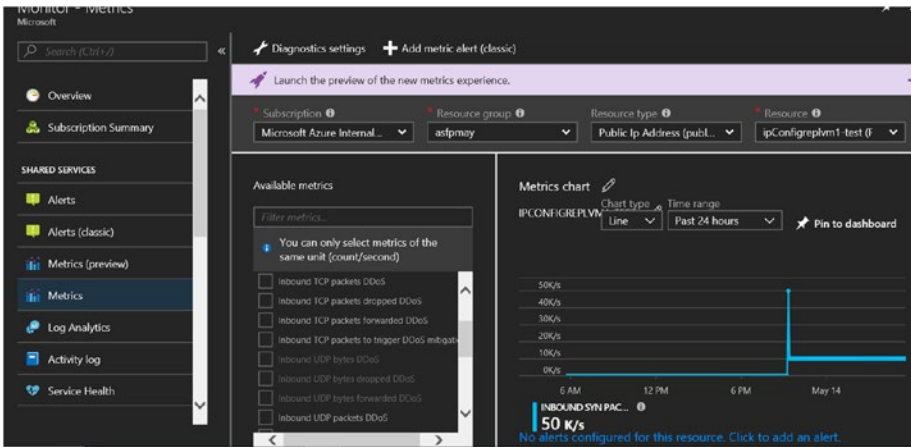 Monitor - Metrics
Microsoft
Search (Ctrl+/)
Overview
Subscription Summary
SHARED SERVICES
Alerts
Alerts (classic)
Metrics (preview)
Metrics
Log Analytics
Activity log
Service Health
Diagnostics settings
Add metric alert (classic)
Launch the preview of the new metrics experience.
* Subscription
Microsoft Azure Internal...
* Resource group
asfpmay
Resource type
Public Ip Address (publ...
* Resource
ipConfigreplvm1-test (F
Available metrics
Filter metrics...
You can only select metrics of the
same unit (count/second)
Inbound TCP packets DDoS
Inbound TCP packets dropped DDoS
Inbound TCP packets forwarded DDoS
Inbound TCP packets to trigger DDoS mitigati
Inbound UDP bytes DDoS
Inbound UDP bytes dropped DDoS
Inbound UDP bytes forwarded DDoS
Inbound UDP packets DDoS
Metrics chart
IPCONFIGREPLVM
Chart type
Line
Time range
Past 24 hours
Pin to dashboard
50K/s
40K/s
30K/s
20K/s
10K/s
0K/s
6 AM 12 PM 6 PM May 14
INBOUND SYN PAC...
50 K/s
No alerts configured for this resource. Click to add an alert.